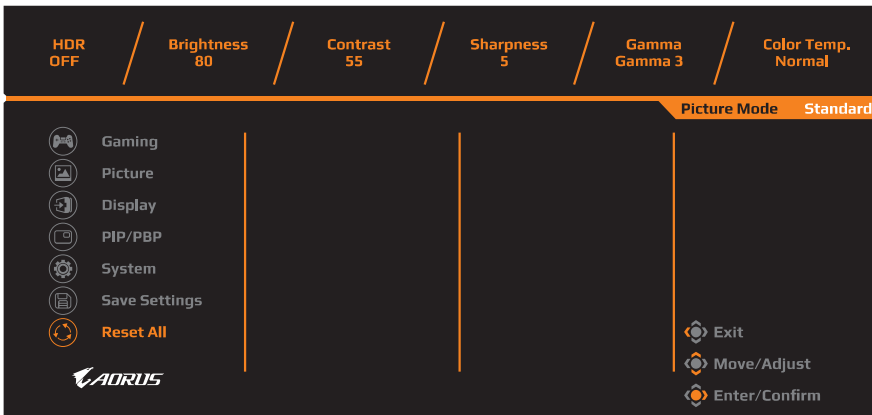 HDR Brightness Contrast Sharpness Gamma Color Temp.
OFF 80 55 5 Gamma 3 Normal
Picture Mode Standard
Gaming
Picture
Display
PIP/PBP
System
Save Settings
Reset All
AORUS
Exit
Move/Adjust
Enter/Confirm